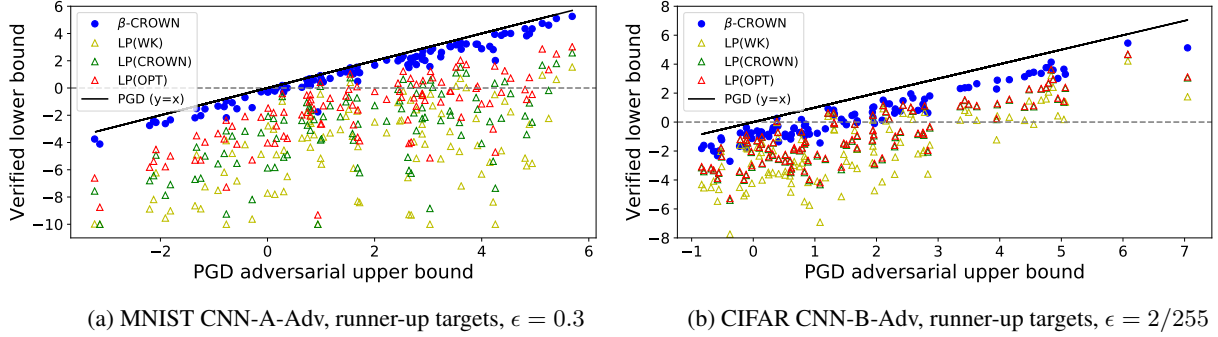 6
4
2
0
−2
−4
−6
−8
−10
Verified lower bound
β-CROWN
LP(WK)
LP(CROWN)
LP(OPT)
PGD (y=x)
−2
0
2
4
6
PGD adversarial upper bound
(a) MNIST CNN-A-Adv, runner-up targets, ϵ = 0.3
8
6
4
2
0
−2
−4
−6
−8
Verified lower bound
β-CROWN
LP(WK)
LP(CROWN)
LP(OPT)
PGD (y=x)
−1
0
1
2
3
4
5
6
7
PGD adversarial upper bound
(b) CIFAR CNN-B-Adv, runner-up targets, ϵ = 2/255